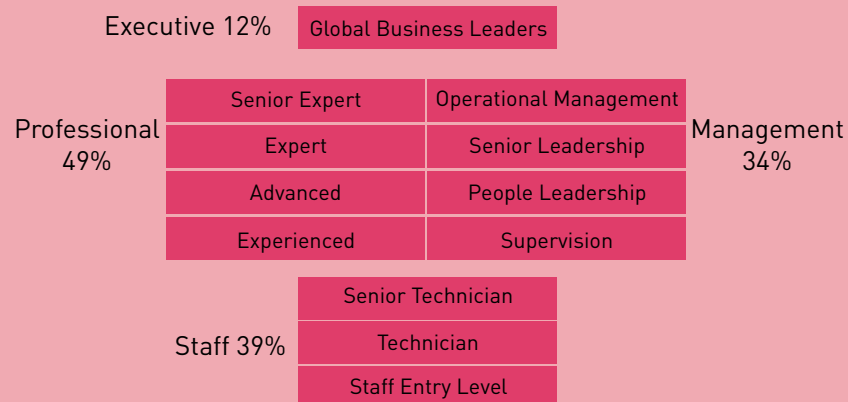 Executive 12%
Global Business Leaders
Professional
49%
Senior Expert
Operational Management
Expert
Senior Leadership
Advanced
People Leadership
Experienced
Supervision
Management
34%
Staff 39%
Senior Technician
Technician
Staff Entry Level